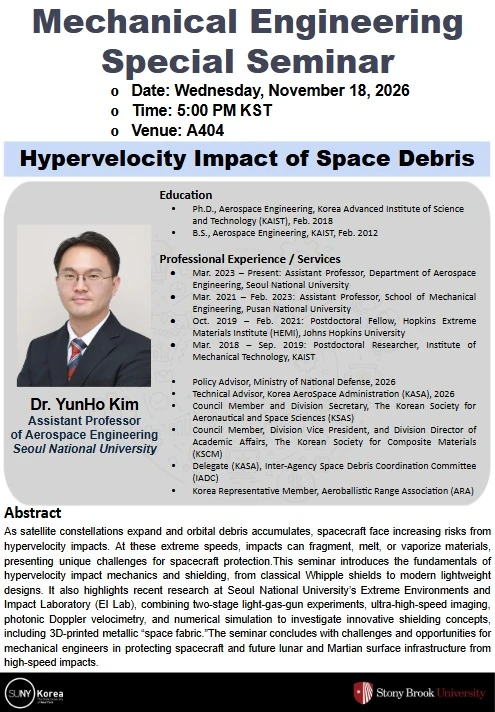 Mechanical Engineering
Special Seminar
o Date: Wednesday, November 18, 2026
o Time: 5:00 PM KST
o Venue: A404
Hypervelocity Impact of Space Debris
Education
• Ph.D., Aerospace Engineering, Korea Advanced Institute of Science
and Technology (KAIST), Feb. 2018
• B.S., Aerospace Engineering, KAIST, Feb. 2012
Professional Experience / Services
• Mar. 2023 – Present: Assistant Professor, Department of Aerospace
Engineering, Seoul National University
• Mar. 2021 – Feb. 2023: Assistant Professor, School of Mechanical
Engineering, Pusan National University
• Oct. 2019 – Feb. 2021: Postdoctoral Fellow, Hopkins Extreme
Materials Institute (HEMI), Johns Hopkins University
• Mar. 2018 – Sep. 2019: Postdoctoral Researcher, Institute of
Mechanical Technology, KAIST
• Policy Advisor, Ministry of National Defense, 2026
• Technical Advisor, Korea AeroSpace Administration (KASA), 2026
• Council Member and Division Secretary, The Korean Society for
Aeronautical and Space Sciences (KSAS)
• Council Member, Division Vice President, and Division Director of
Academic Affairs, The Korean Society for Composite Materials
(KSCM)
• Delegate (KASA), Inter-Agency Space Debris Coordination Committee
(IADC)
• Korea Representative Member, Aeroballistic Range Association (ARA)
Dr. YunHo Kim
Assistant Professor
of Aerospace Engineering
Seoul National University
Abstract
As satellite constellations expand and orbital debris accumulates, spacecraft face increasing risks from
hypervelocity impacts. At these extreme speeds, impacts can fragment, melt, or vaporize materials,
presenting unique challenges for spacecraft protection.This seminar introduces the fundamentals of
hypervelocity impact mechanics and shielding, from classical Whipple shields to modern lightweight
designs. It also highlights recent research at Seoul National University's Extreme Environments and
Impact Laboratory (EI Lab), combining two-stage light-gas-gun experiments, ultra-high-speed imaging,
photonic Doppler velocimetry, and numerical simulation to investigate innovative shielding concepts,
including 3D-printed metallic “space fabric.”The seminar concludes with challenges and opportunities for
mechanical engineers in protecting spacecraft and future lunar and Martian surface infrastructure from
high-speed impacts.
SUNY Korea
Stony Brook University